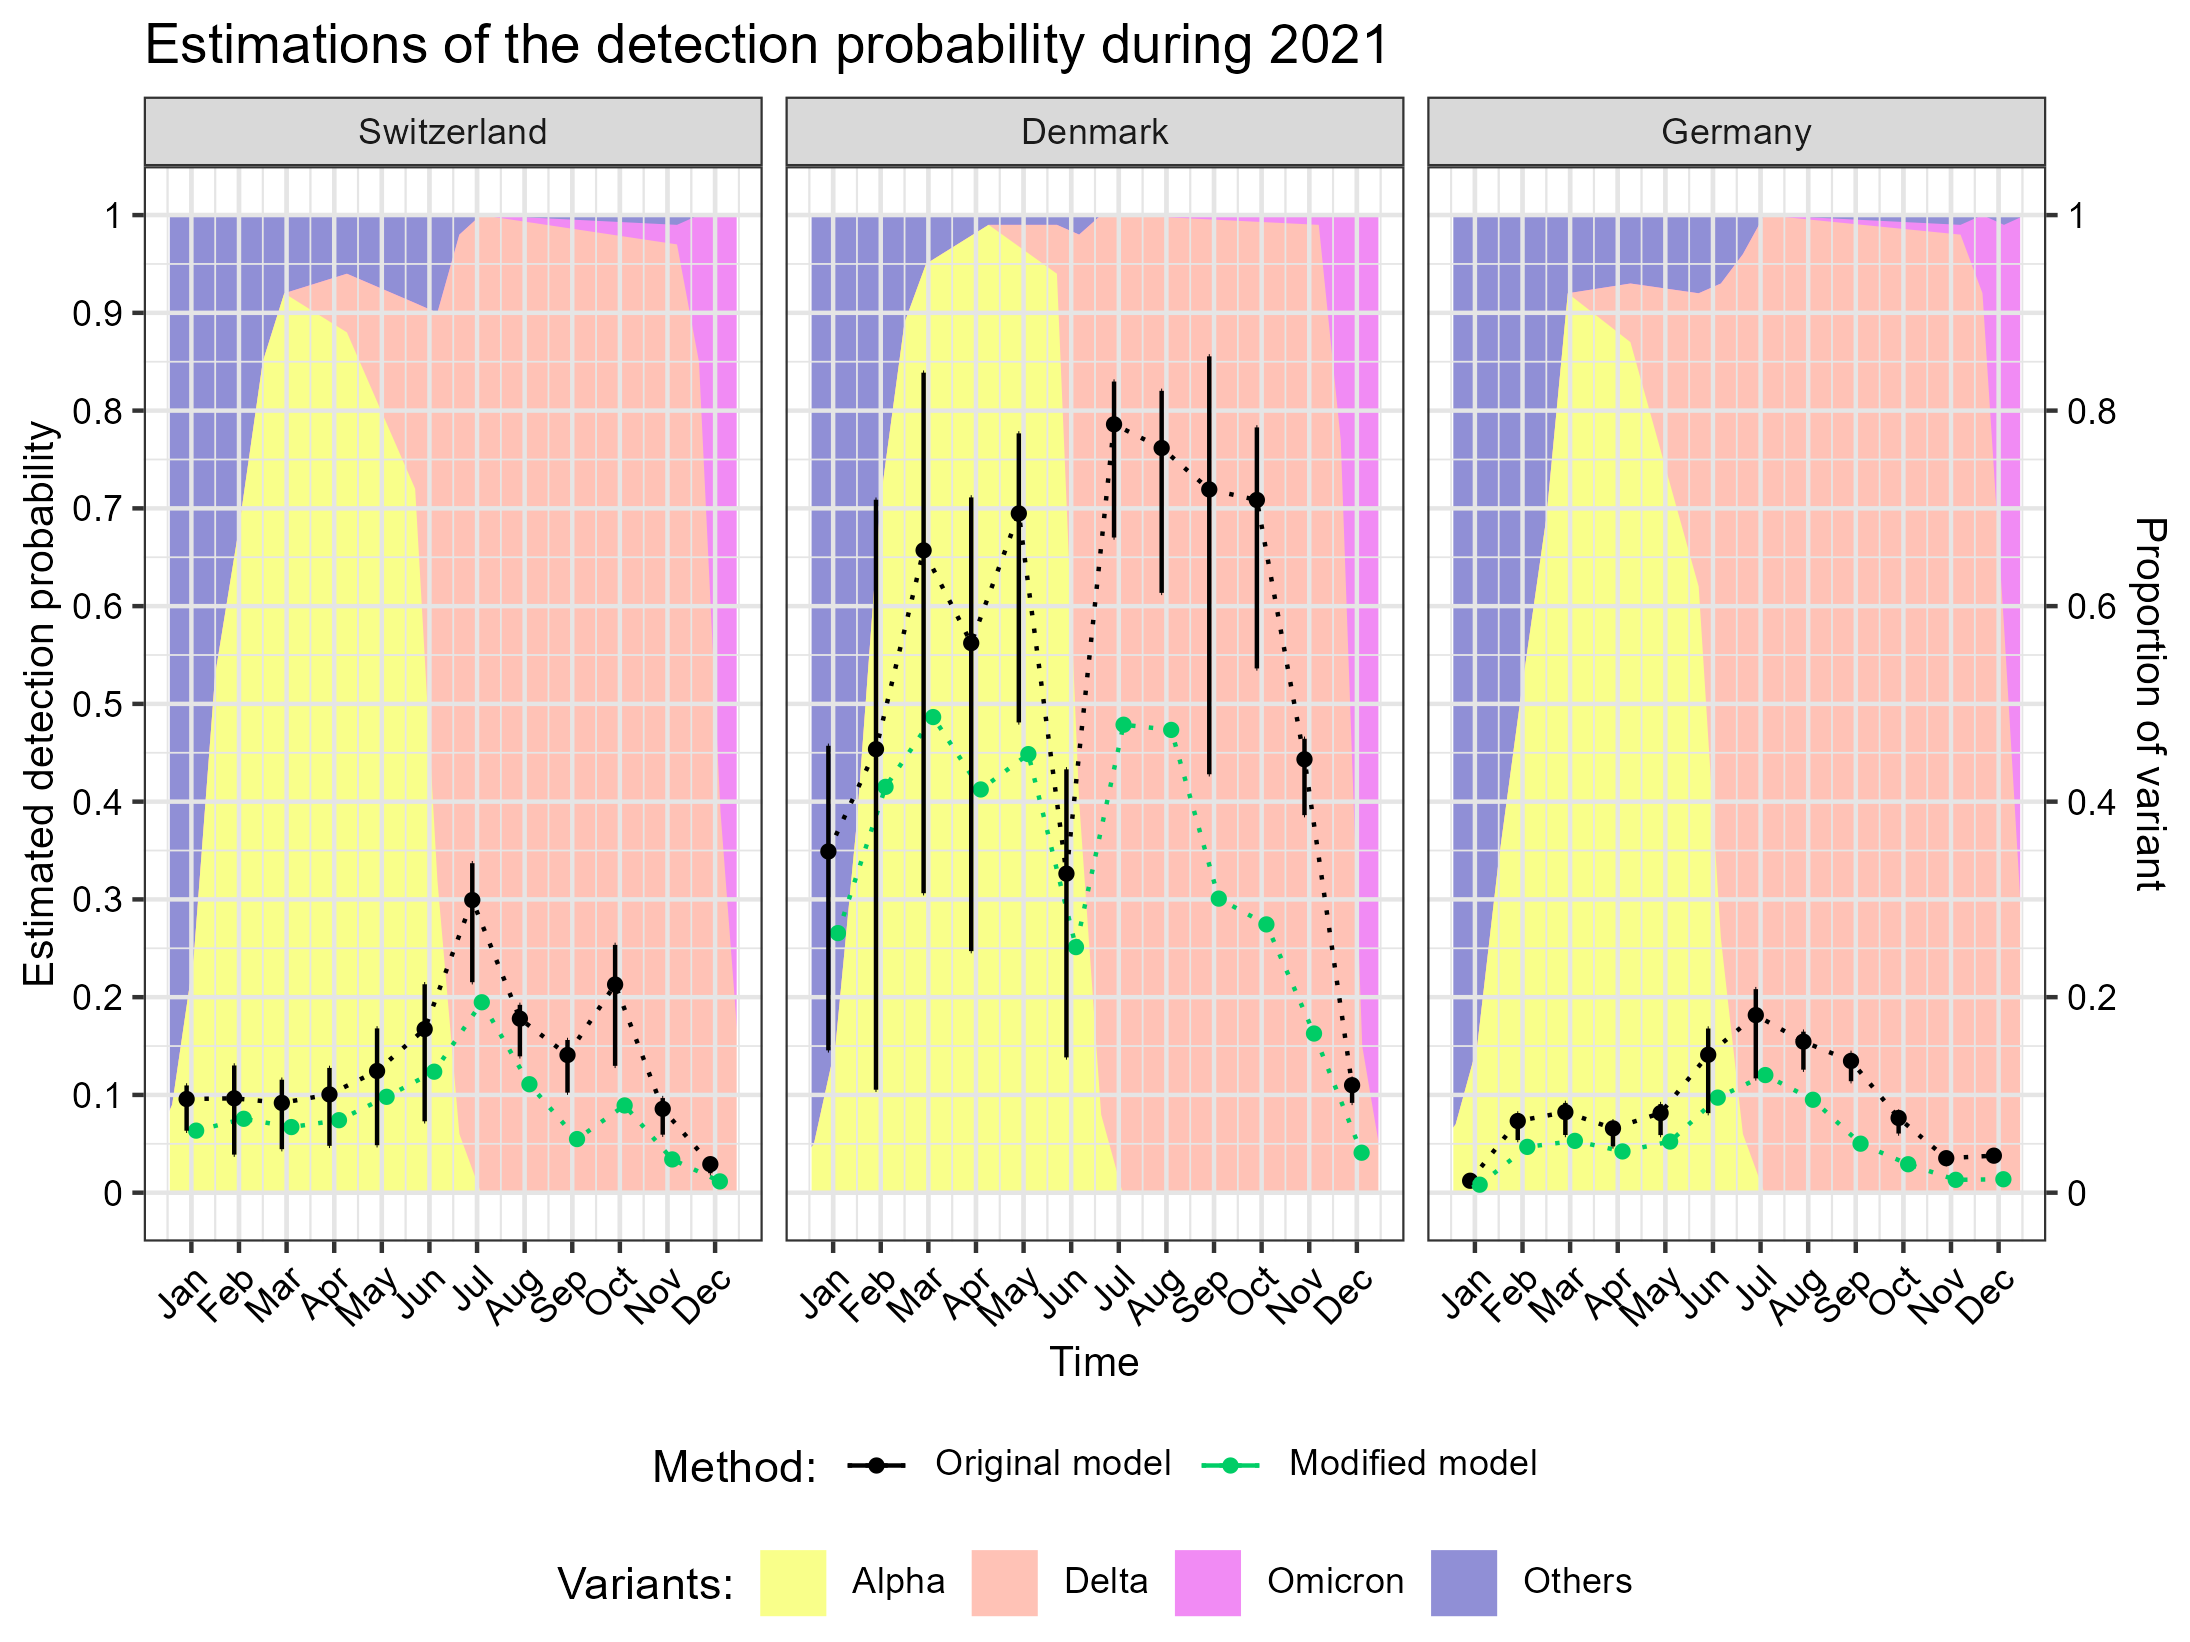 Estimations of the detection probability during 2021
Switzerland
Denmark
Germany
Estimated detection probability
1
0.9
0.8
0.7
0.6
0.5
0.4
0.3
0.2
0.1
0
1
0.8
0.6
0.4
0.2
0
Proportion of variant
Jan Feb Mar Apr May Jun Jul Aug Sep Oct Nov Dec
Jan Feb Mar Apr May Jun Jul Aug Sep Oct Nov Dec
Jan Feb Mar Apr May Jun Jul Aug Sep Oct Nov Dec
Time
Method: Original model Modified model
Variants: Alpha Delta Omicron Others